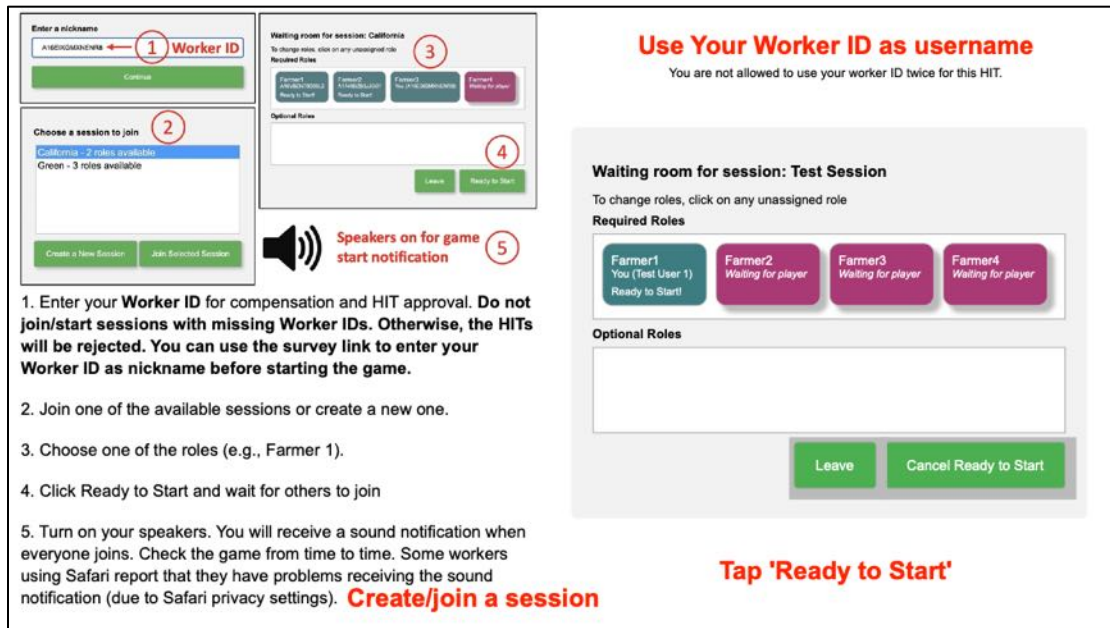 Enter a nickname
1 Worker ID
Continue
Choose a session to join
2
California - 2 roles available
Green - 3 roles available
Create a New Session
Join Selected Session
Waiting room for session: California
3
To change roles, click on any unassigned role
Required Roles
Farmer1
Ready to Start!
Farmer2
Ready to Start!
Farmer3
Farmer4
Waiting for player
Optional Roles
4
Leave
Ready to Start
Speakers on for game
start notification
5
1. Enter your Worker ID for compensation and HIT approval. Do not
join/start sessions with missing Worker IDs. Otherwise, the HITs
will be rejected. You can use the survey link to enter your
Worker ID as nickname before starting the game.
2. Join one of the available sessions or create a new one.
3. Choose one of the roles (e.g., Farmer 1).
4. Click Ready to Start and wait for others to join
5. Turn on your speakers. You will receive a sound notification when
everyone joins. Check the game from time to time. Some workers
using Safari report that they have problems receiving the sound
notification (due to Safari privacy settings).
Create/join a session
Use Your Worker ID as username
You are not allowed to use your worker ID twice for this HIT.
Waiting room for session: Test Session
To change roles, click on any unassigned role
Required Roles
Farmer1
You (Test User 1)
Ready to Start!
Farmer2
Waiting for player
Farmer3
Waiting for player
Farmer4
Waiting for player
Optional Roles
Leave
Cancel Ready to Start
Tap 'Ready to Start'